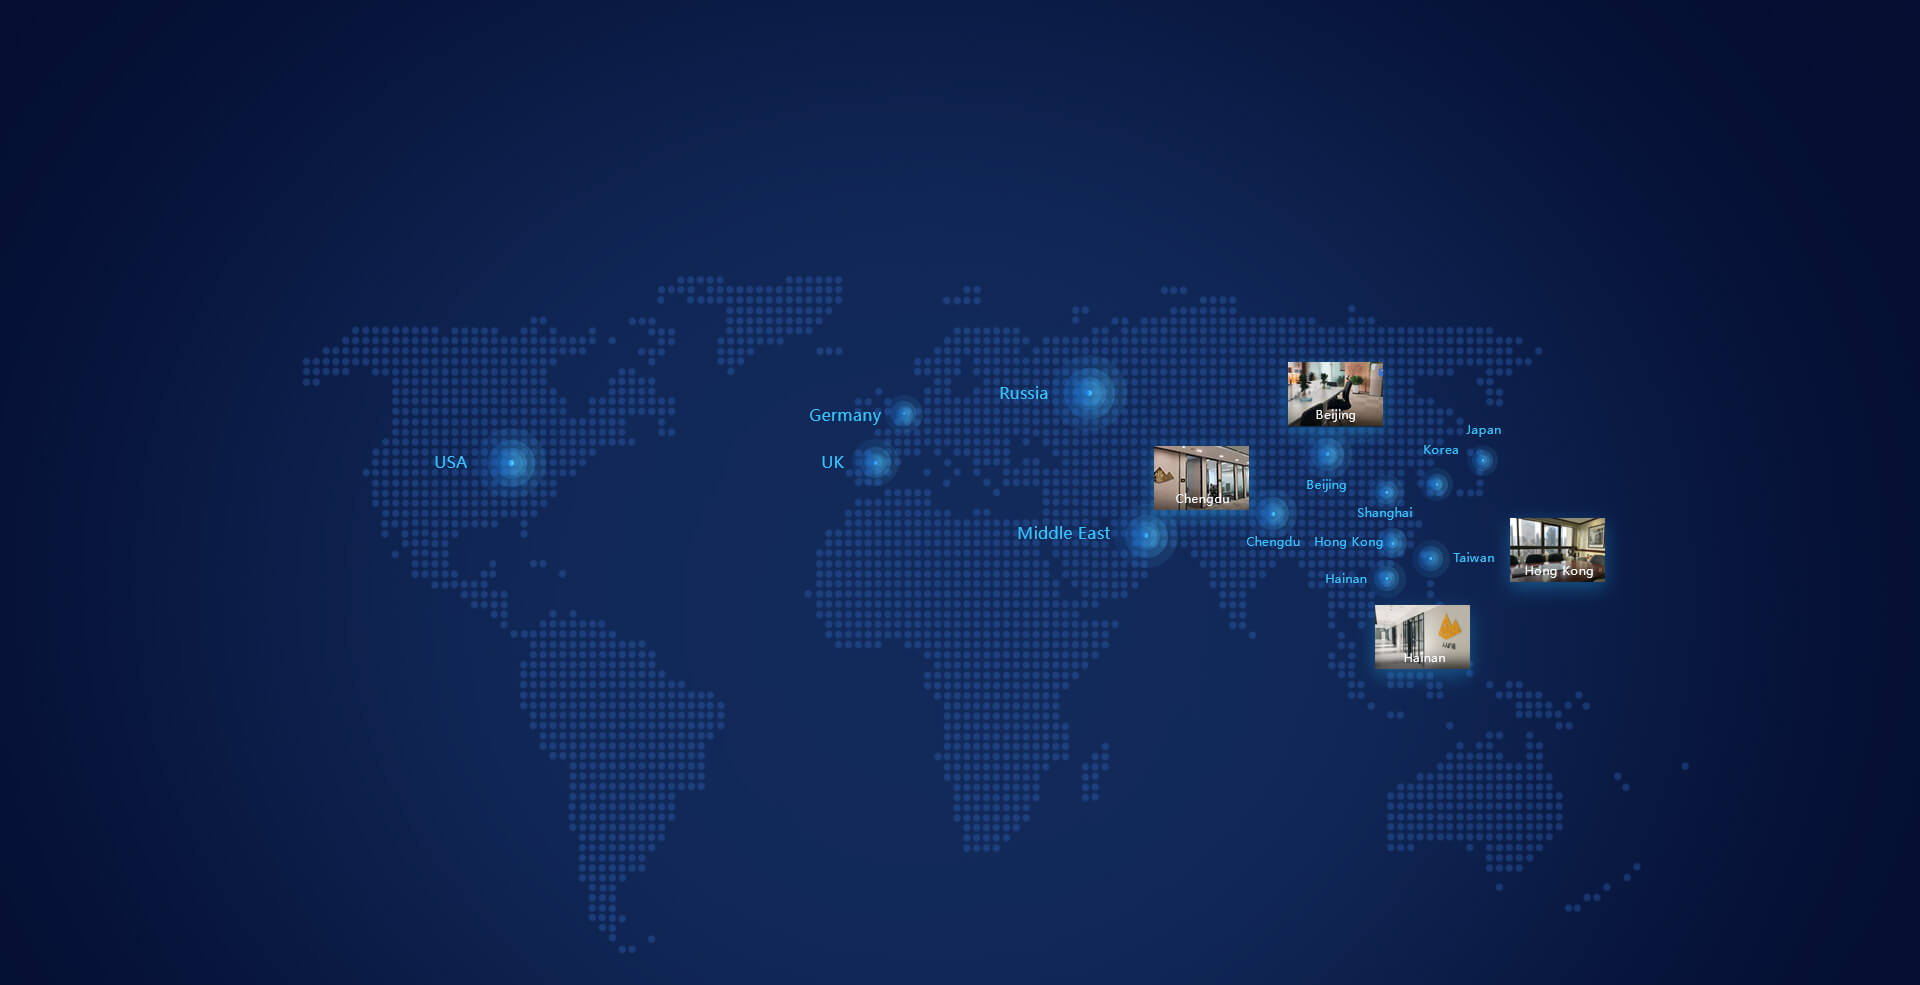 Beijing
Russia
Germany
Japan
Korea
USA
UK
Beijing
Chengdu
Shanghai
Middle East
Chengdu
Hong Kong
Taiwan
Hong Kong
Hainan
Hainan